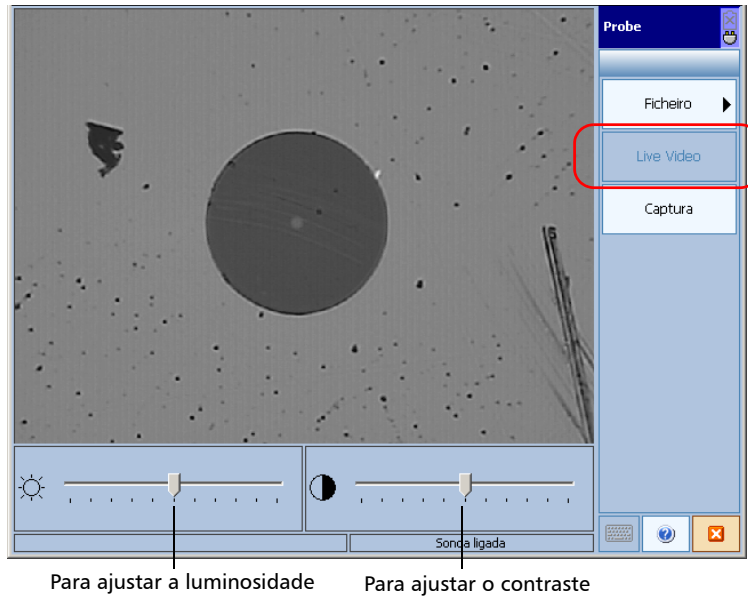 Probe
Ficheiro
Live Video
Captura
Sonda ligada
Para ajustar a luminosidade
Para ajustar o contraste